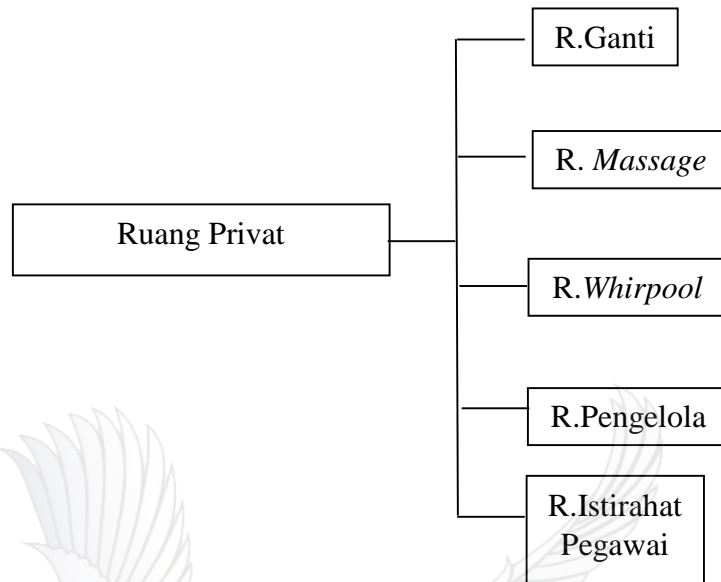 R.Ganti
R. Massage
Ruang Privat
R.Whirpool
R.Pengelola
R.Istirahat
Pegawai